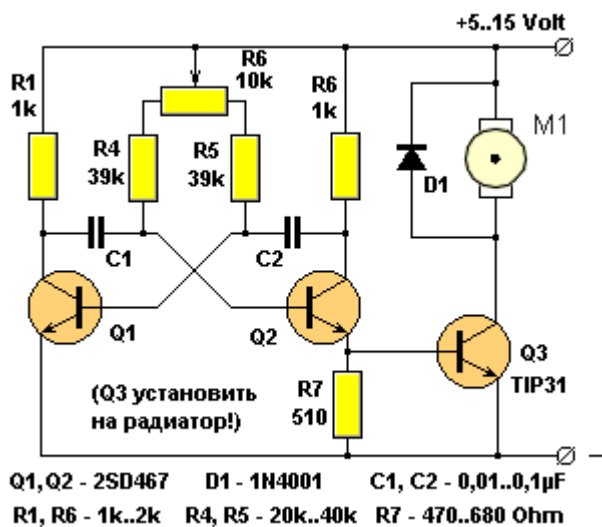 +5..15 Volt
R1
1k
R6
10k
R6
1k
M1
R4
39k
R5
39k
D1
C1
C2
Q1
Q2
Q3
TIP31
(Q3 установить
на радиатор!)
R7
510
Q1,Q2 - 2SD467 D1 - 1N4001 C1, C2 - 0,01..0,1µF
R1, R6 - 1k..2k R4, R5 - 20k..40k R7 - 470..680 Ohm